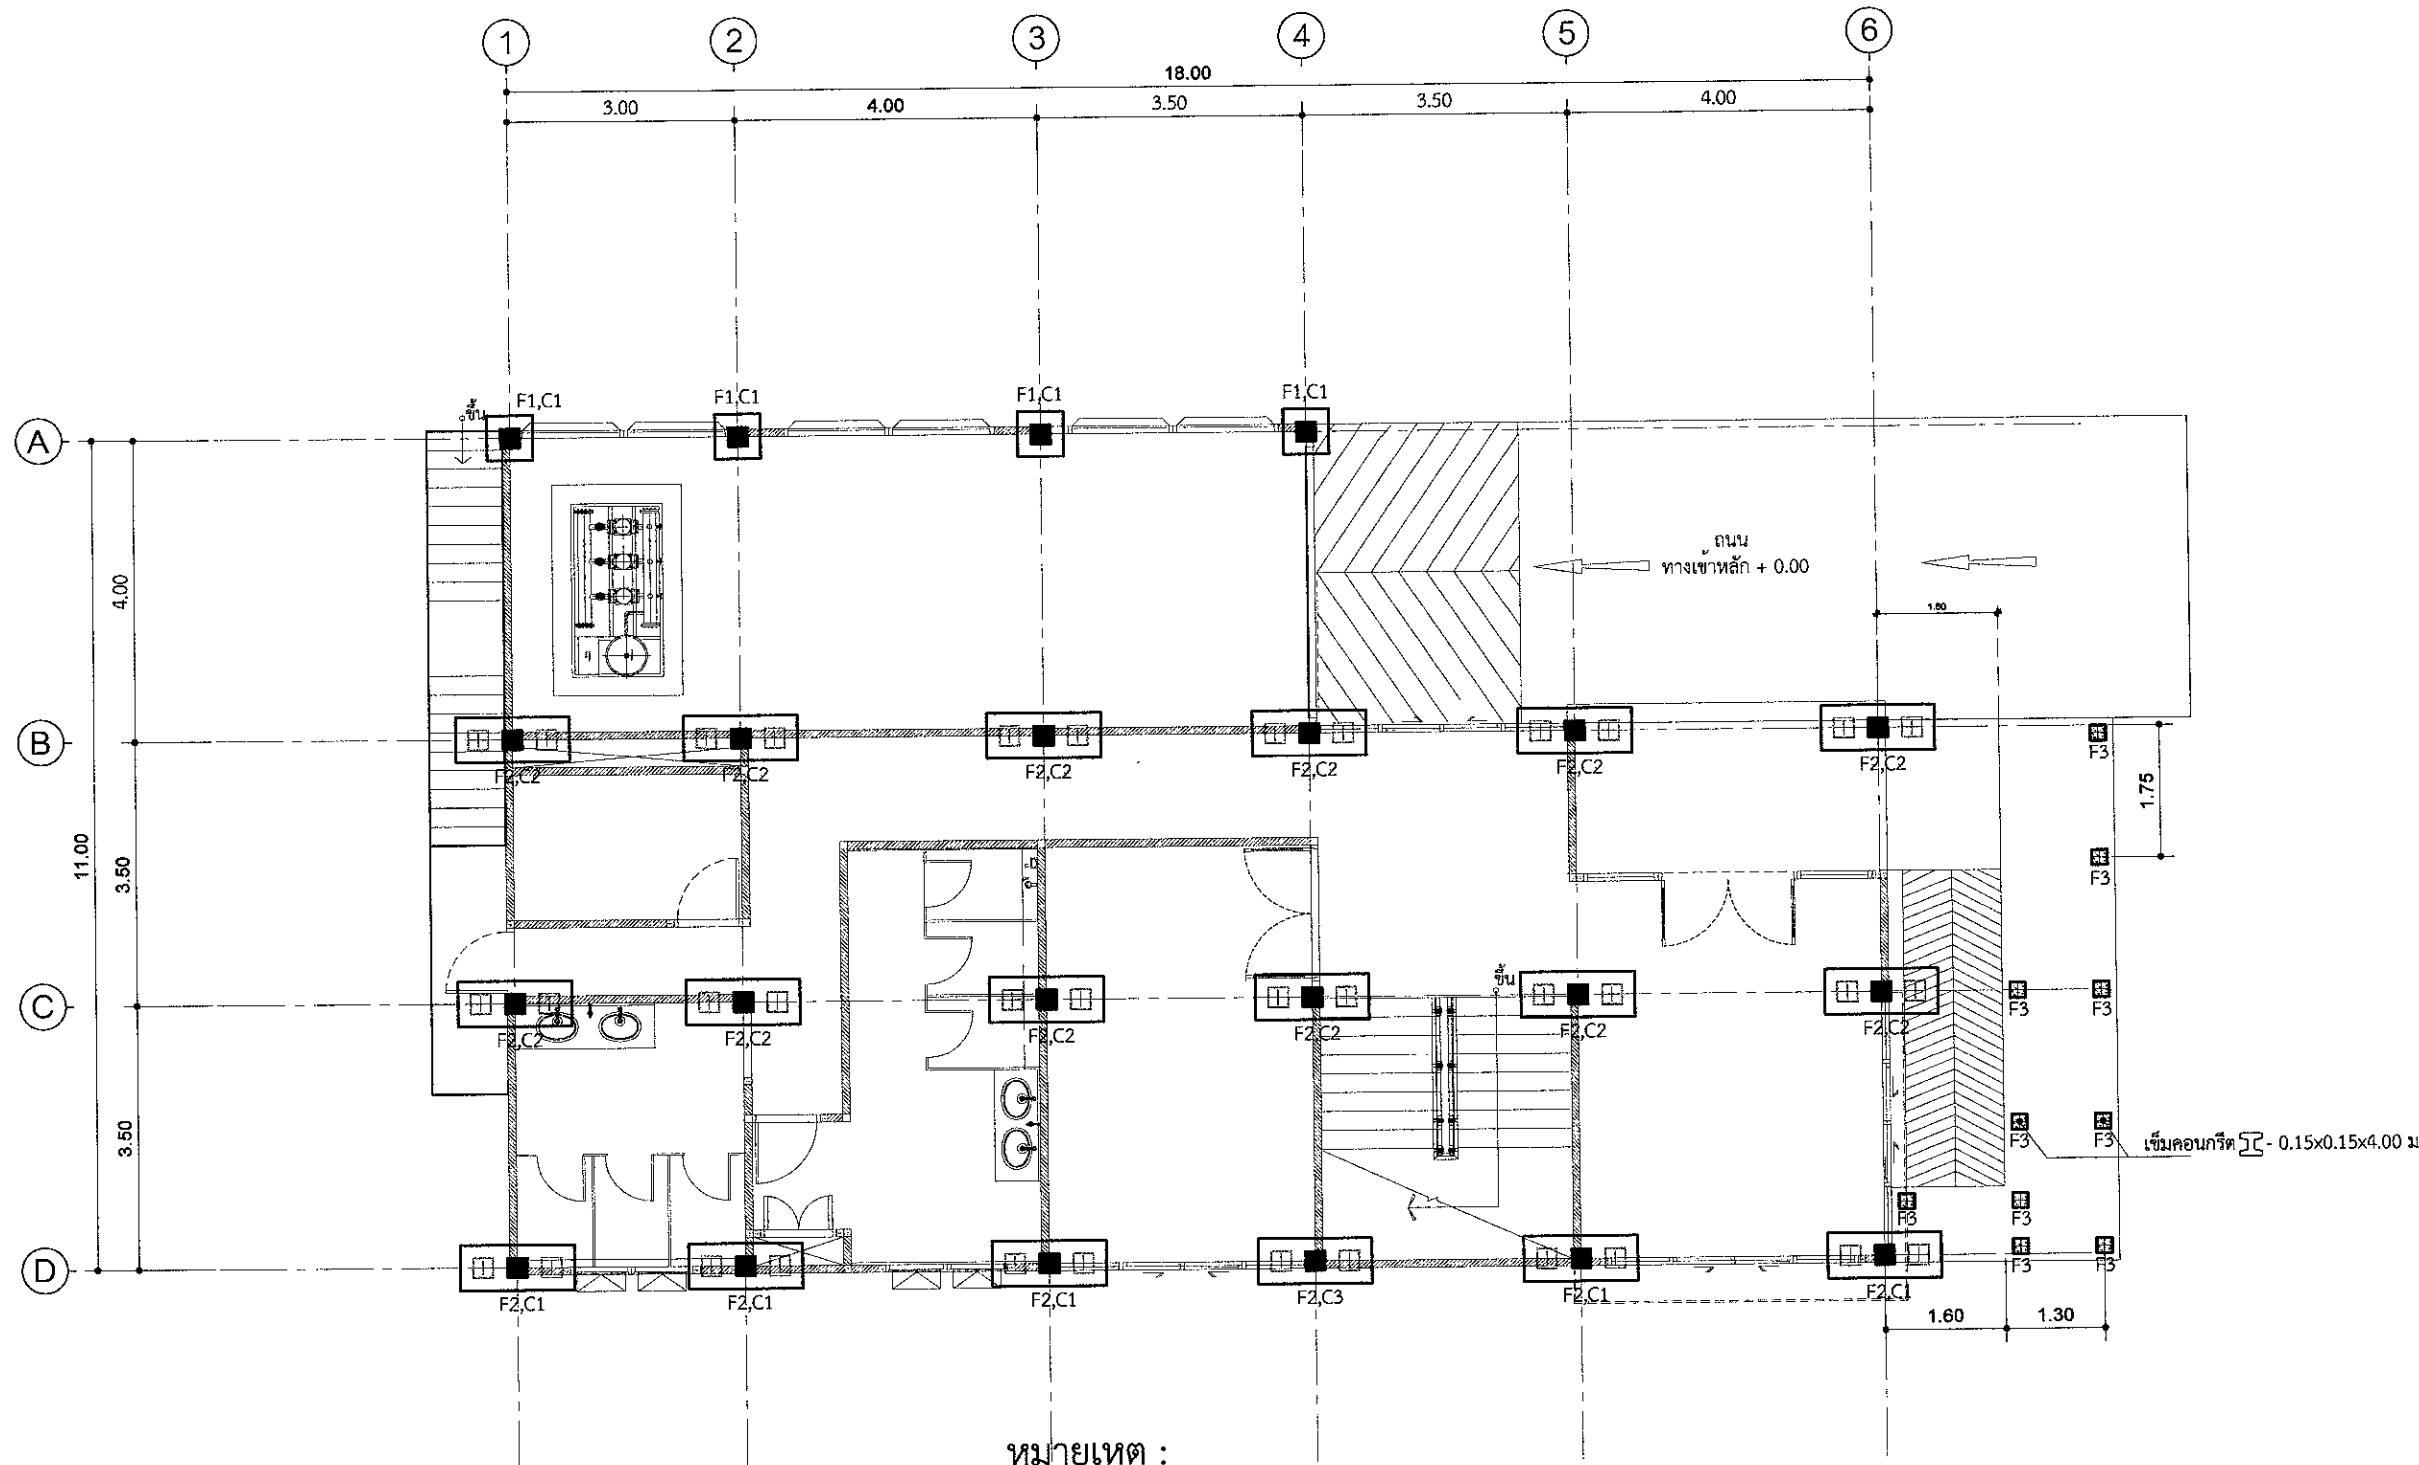 1 2 3 4 5 6
18.00
3.00 4.00 3.50 3.50 4.00
F1,C1 F1,C1 F1,C1 F1,C1
ขึ้น
A
4.00
ถนน
ทางเข้าหลัก + 0.00
1.60
B
F2,C2 F2,C2 F2,C2 F2,C2 F2,C2 F2,C2 F3
1.75
11.00
3.50
F3
ขึ้น
C
F2,C2 F2,C2 F2,C2 F2,C2 F2,C2 F2,C2 F3 F3
3.50
F3 F3
เข็มคอนกรีต - 0.15x0.15x4.00 ม
F3 F3
D
F3 F3
F2,C1 F2,C1 F2,C1 F2,C3 F2,C1 F2,C1
1.60 1.30
หมายเหตุ :